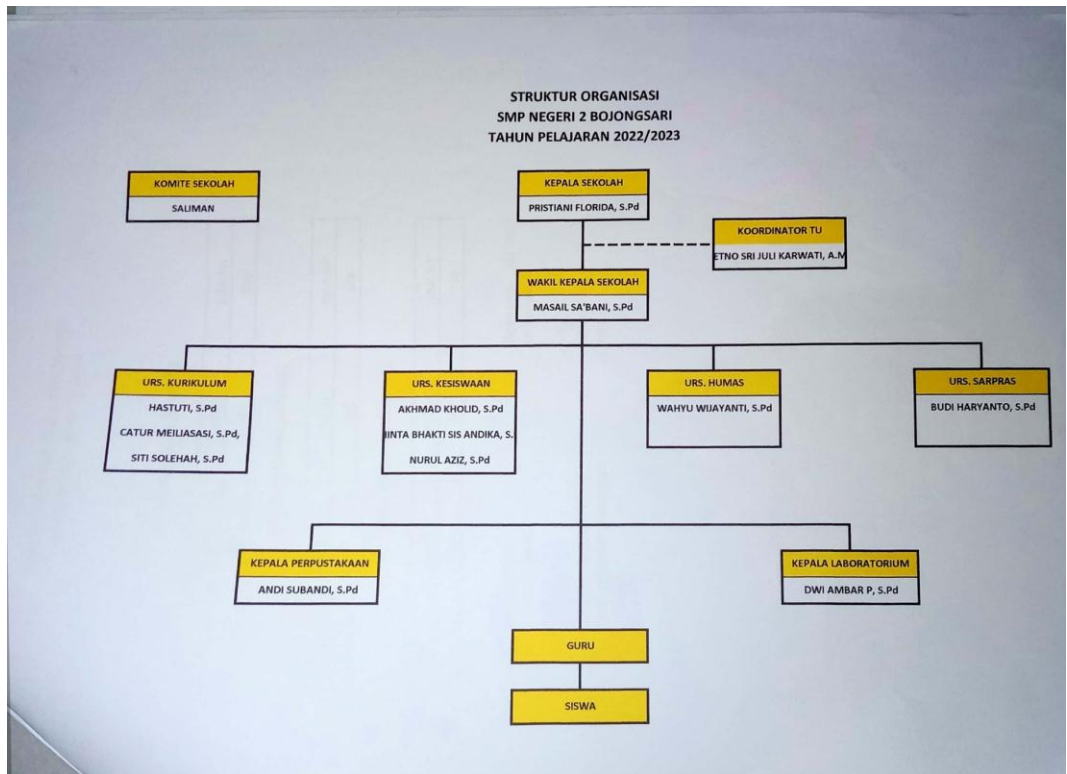 STRUKTUR ORGANISASI
SMP NEGERI 2 BOJONGSARI
TAHUN PELAJARAN 2022/2023
KOMITE SEKOLAH
SALIMAN
KEPALA SEKOLAH
PRISTIANI FLORIDA, S.Pd
KOORDINATOR TU
ETNO SRI JULI KARWATI, A.M
WAKIL KEPALA SEKOLAH
MASAIL SA'BANI, S.Pd
URS. KURIKULUM
HASTUTI, S.Pd
CATUR MEILIASASI, S.Pd,
SITI SOLEHAH, S.Pd
URS. KESISWAAN
AKHMAD KHOLID, S.Pd
BHAKTI SIS ANDIKA, S.
NURUL AZIZ, S.Pd
URS. HUMAS
WAHYU WIJAYANTI, S.Pd
URS. SARPRAS
BUDI HARYANTO, S.Pd
KEPALA PERPUSTAKAAN
ANDI SUBANDI, S.Pd
KEPALA LABORATORIUM
DWI AMBAR P, S.Pd
GURU
SISWA